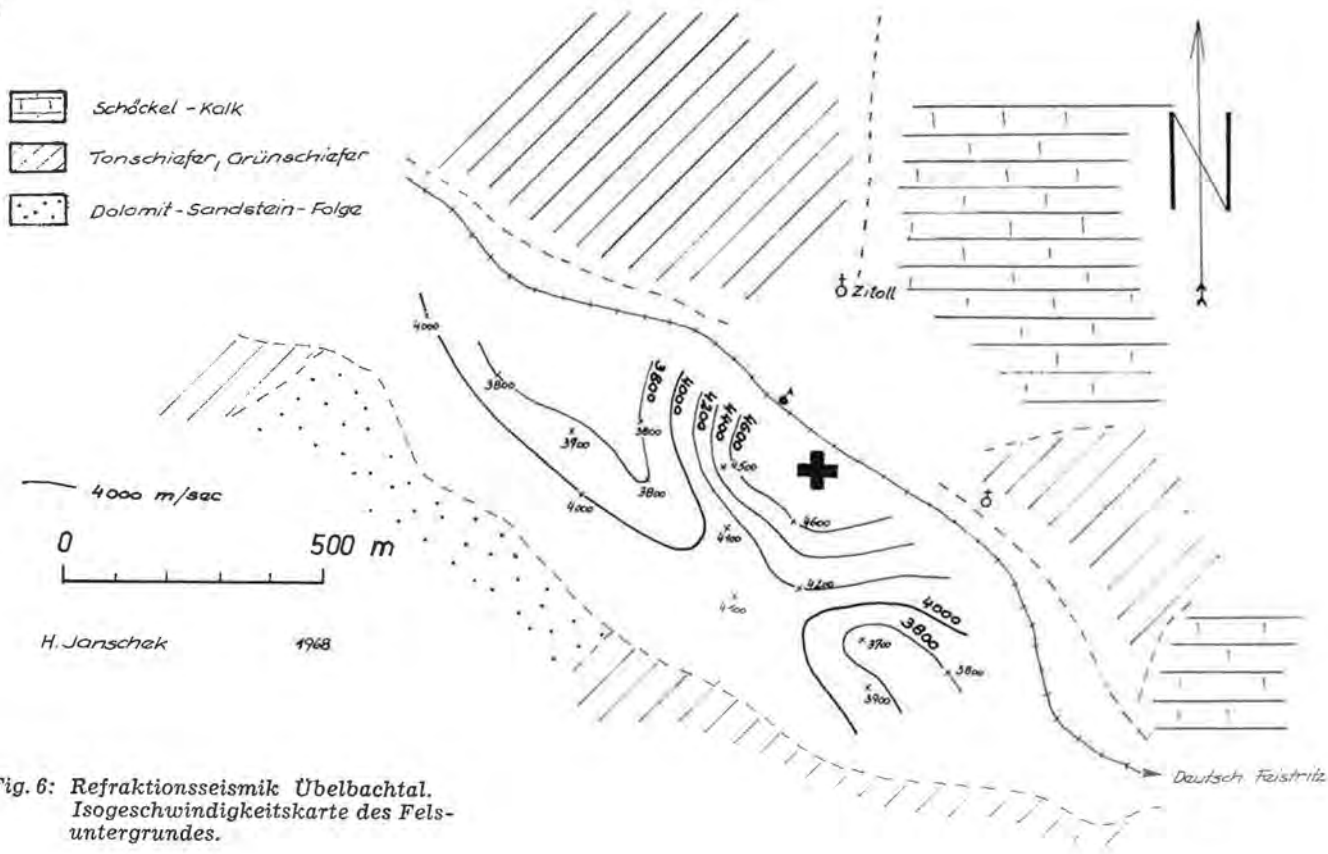 Schöckel-Kalk
Tonschiefer, Grünschiefer
Dolomit-Sandstein-Folge
N
Zitoll
4000
3800
3900
4000
3800
3800
3800
4000
4200
4400
4600
4500
4600
4100
4200
4100
4000
3800
3700
3800
3900
4000 m/sec
0 500 m
H. Janschek 1968
Deutsch Feistritz
Fig. 6: Refraktionsseismik Übelbachtal.
Isogeschwindigkeitskarte des Fels-
untergrundes.